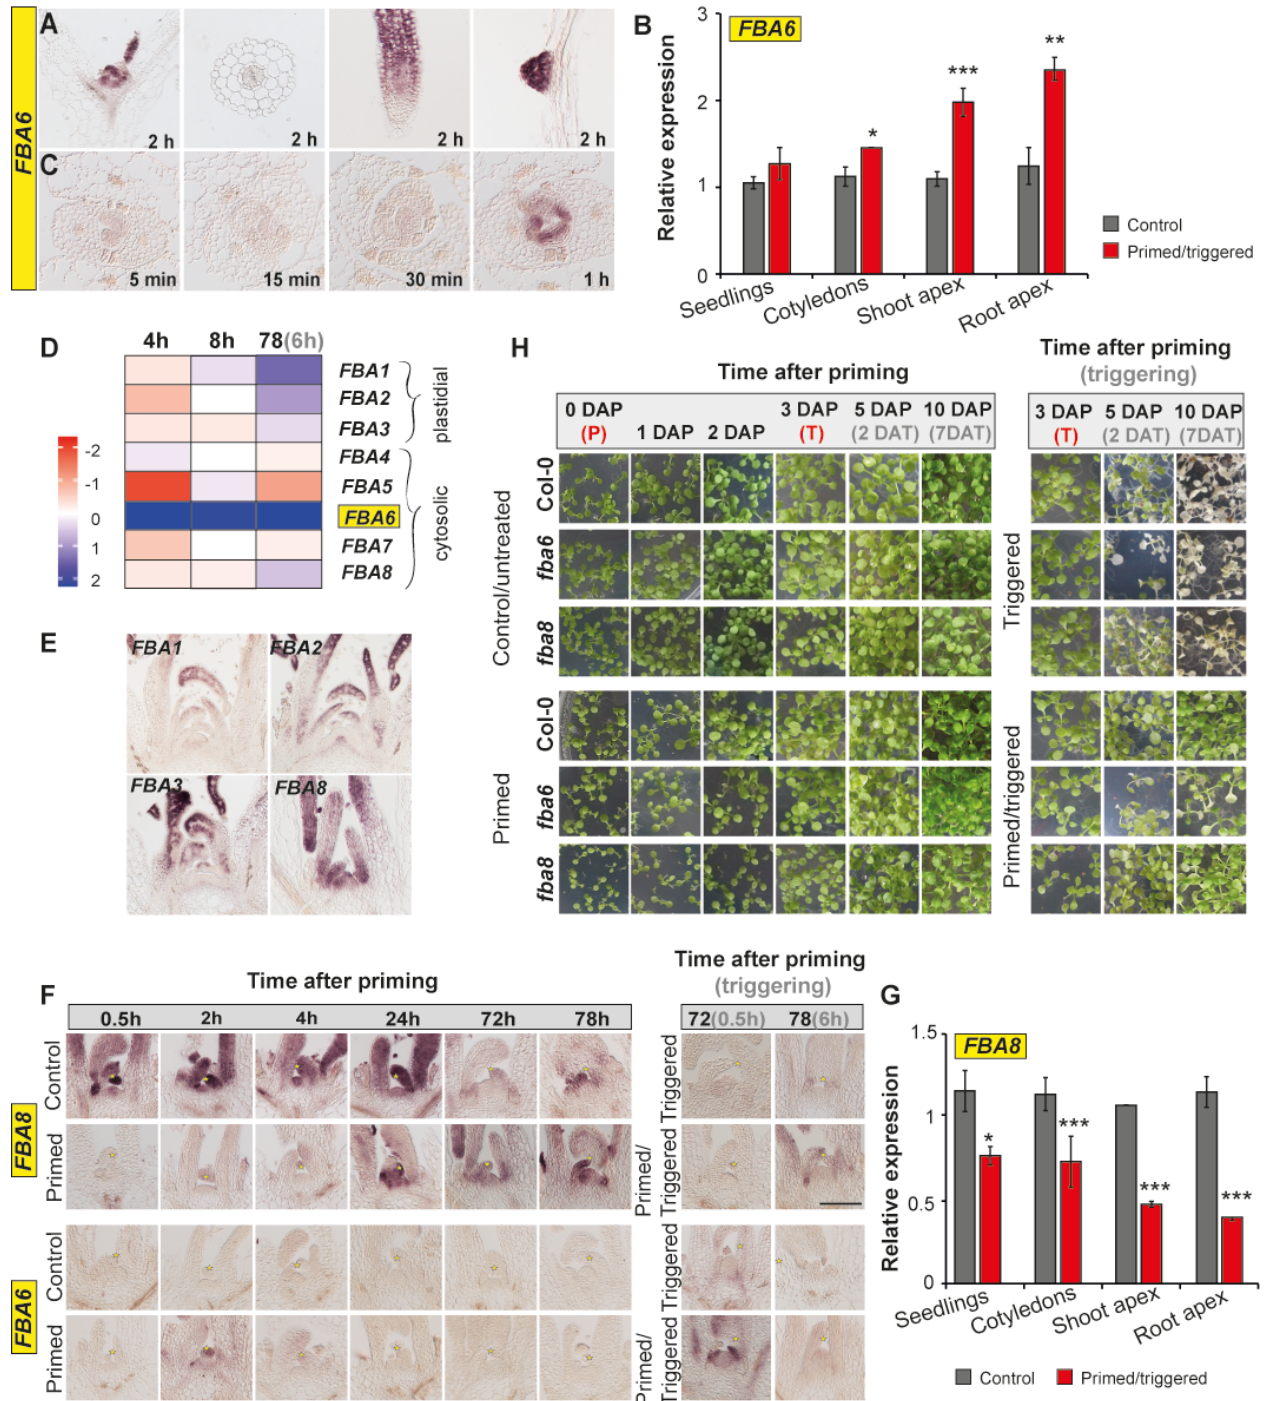 A
FBA6
2 h
2 h
2 h
2 h
C
5 min
15 min
30 min
1 h
B
FBA6
Relative expression
3
2
1
0
*
***
**
Seedlings
Cotyledons
Shoot apex
Root apex
Control
Primed/triggered
D
4h 8h 78(6h)
-2
-1
0
1
2
FBA1
FBA2
FBA3
FBA4
FBA5
FBA6
FBA7
FBA8
plastidial
cytosolic
E
FBA1
FBA2
FBA3
FBA8
H
Time after priming
0 DAP (P)
1 DAP
2 DAP
3 DAP (T)
5 DAP (2 DAT)
10 DAP (7DAT)
Time after priming
(triggering)
3 DAP (T)
5 DAP (2 DAT)
10 DAP (7DAT)
Control/untreated
Col-0
fba6
fba8
Primed
Col-0
fba6
fba8
Triggered
Primed/triggered
F
Time after priming
0.5h 2h 4h 24h 72h 78h
Time after priming
(triggering)
72(0.5h) 78(6h)
FBA8
Control
Primed
Triggered
Primed/
Triggered
FBA6
Control
Primed
Triggered
Primed/
Triggered
G
FBA8
Relative expression
1.5
1
0.5
0
*
***
***
***
Seedlings
Cotyledons
Shoot apex
Root apex
Control
Primed/triggered